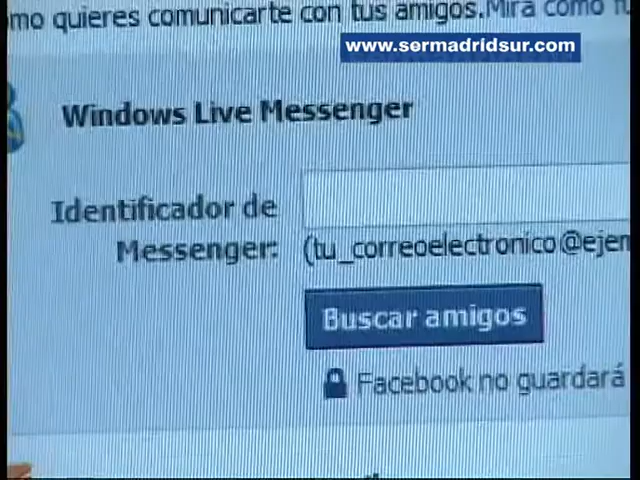 mo quieres comunicarte con tus amigos.Mira cómo
www.sermadridsur.com
Windows Live Messenger
Identificador de
Messenger:
(tu_correoelectronico@ejem
Buscar amigos
Facebook no guardará